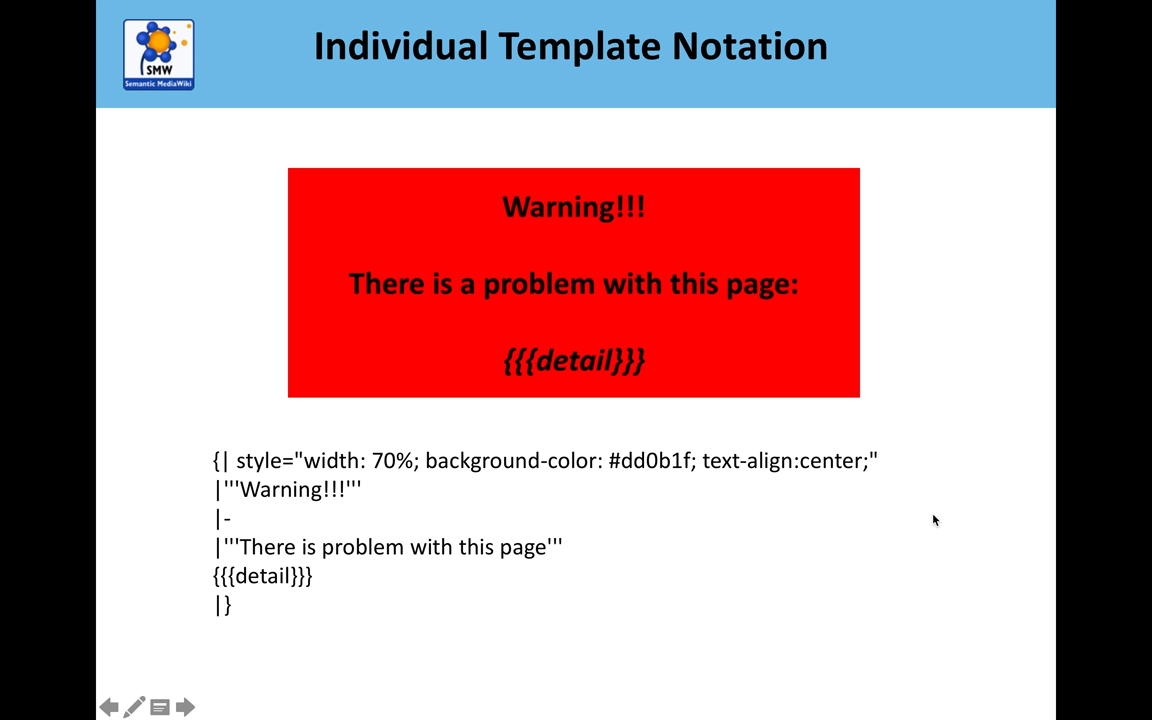 SMW
Semantic MediaWiki
Individual Template Notation
Warning!!!
There is a problem with this page:
{{{detail}}}
{| style="width: 70%; background-color: #dd0b1f; text-align:center;"
|'''Warning!!!'''
|-
|'''There is problem with this page'''
{{{detail}}}
|}